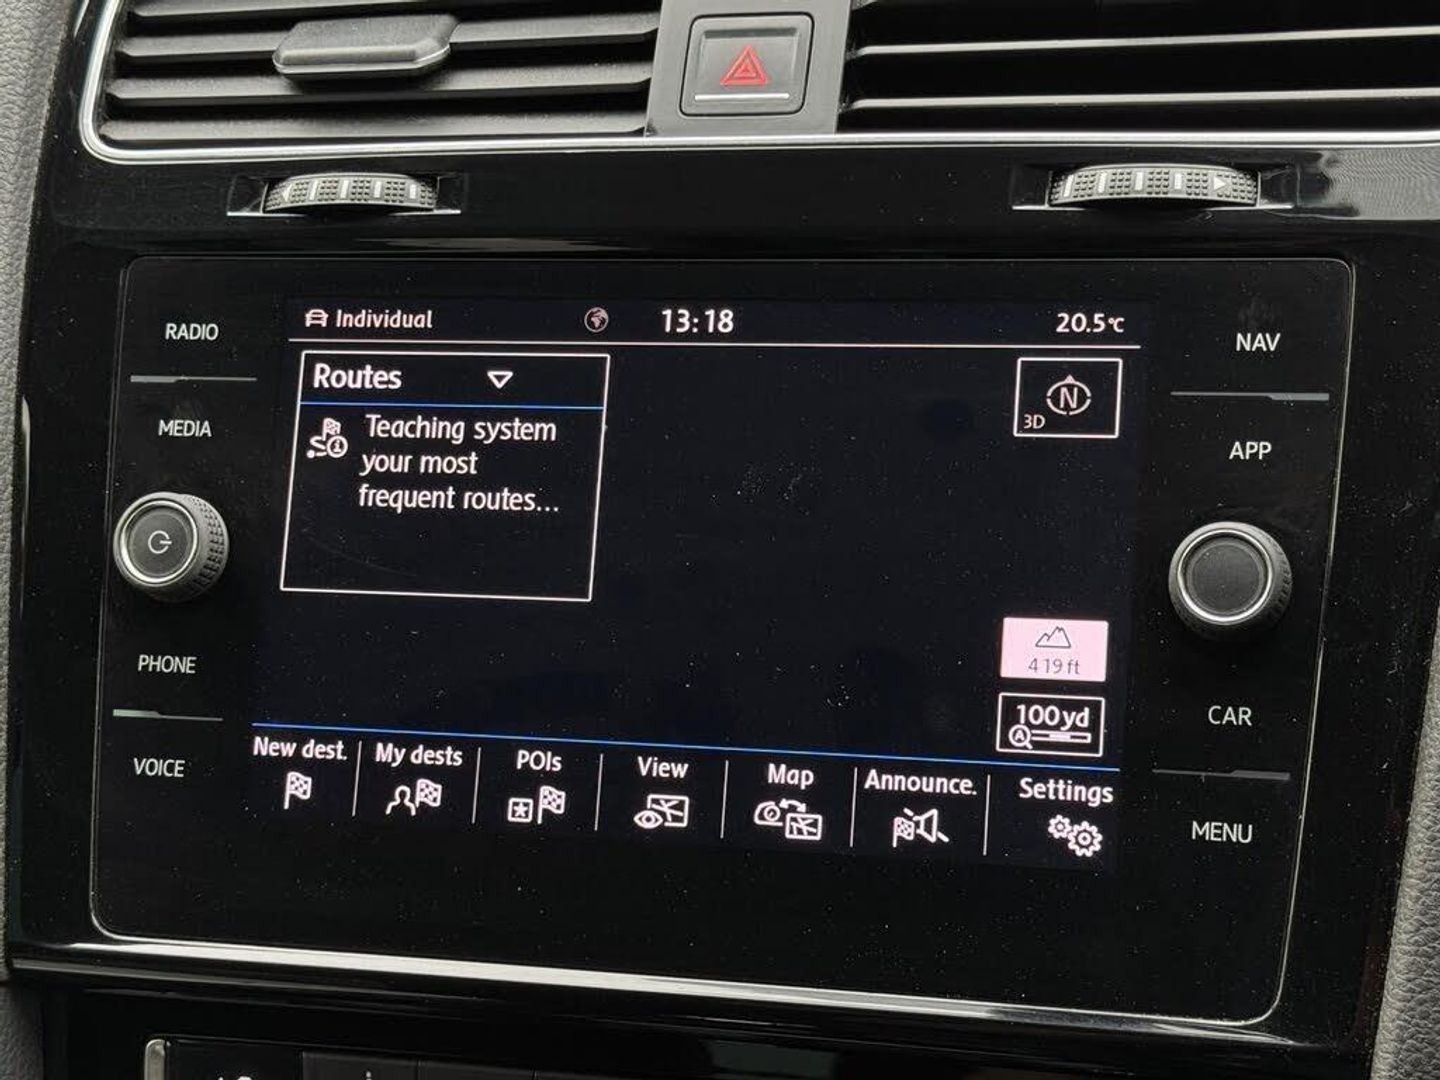 RADIO
MEDIA
PHONE
VOICE
Individual
13:18
20.5°C
Routes
Teaching system
your most
frequent routes...
N
3D
419 ft
100yd
A
New dest.
My dests
POIs
View
Map
Announce.
Settings
NAV
APP
CAR
MENU